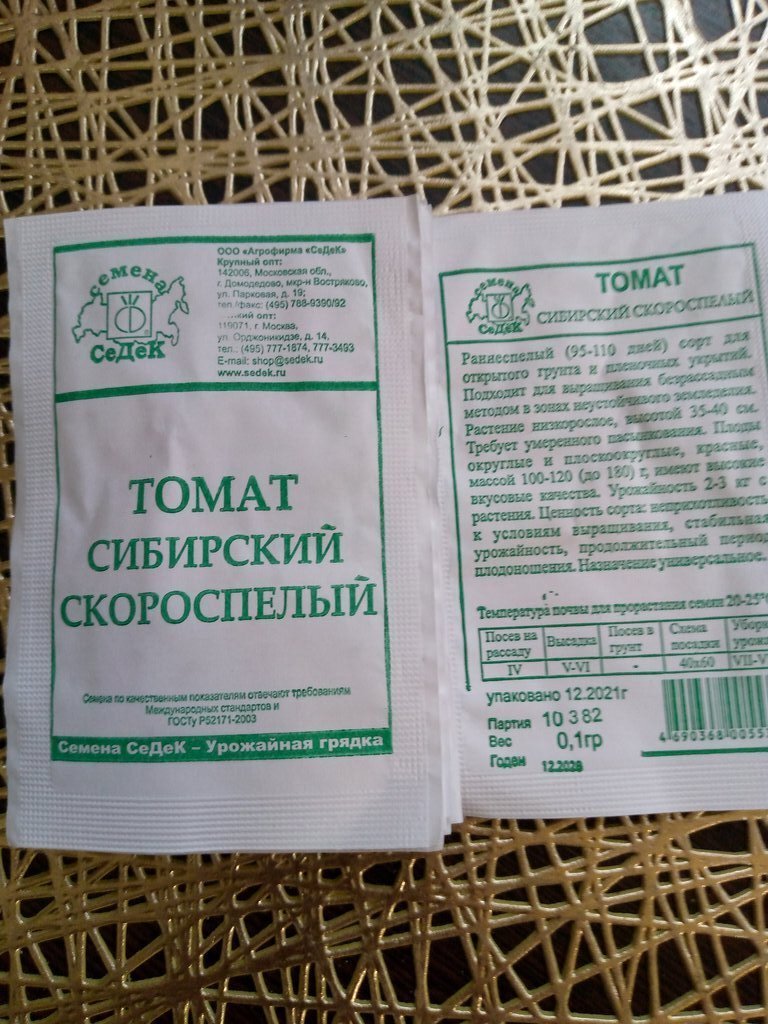 семена
СеДеК
ООО «Агрофирма «СеДеК»
Крупный опт:
142006, Московская обл.,
г. Домодедово, мкр-н Востряково,
ул. Парковая, д. 19;
тел./факс: (495) 788-9390/92
опт:
119071, г. Москва,
ул. Орджоникидзе, д. 14,
тел.: (495) 777-1874, 777-3493
E-mail: shop@sedek.ru
www.sedek.ru
ТОМАТ
СИБИРСКИЙ
СКОРОСПЕЛЫЙ
Семена по качественным показателям отвечают требованиям
Международных стандартов и
ГОСТу Р52171-2003
Семена СеДеК – Урожайная грядка
семена
СеДеК
ТОМАТ
СИБИРСКИЙ СКОРОСПЕЛЫЙ
Раннеспелый (95-110 дней) сорт для
открытого грунта и пленочных укрытий.
Подходит для выращивания безрассадным
методом в зонах неустойчивого земледелия.
Растение низкорослое, высотой 35-40 см.
Требует умеренного пасынкования. Плоды
округлые и плоскоокруглые, красные,
массой 100-120 (до 180) г, имеют высокие
вкусовые качества. Урожайность 2-3 кг с
растения. Ценность сорта: неприхотливость
к условиям выращивания, стабильная
урожайность, продолжительный период
плодоношения. Назначение универсальное.
Температура почвы для прорастания семян 20-25°
Посев на рассаду Высадка Посев в грунт Схема посадки
IV V-VI - 40х60
упаковано 12.2021г
Партия 10 382
Вес 0,1гр
Годен 12.2028
4 690368 0055